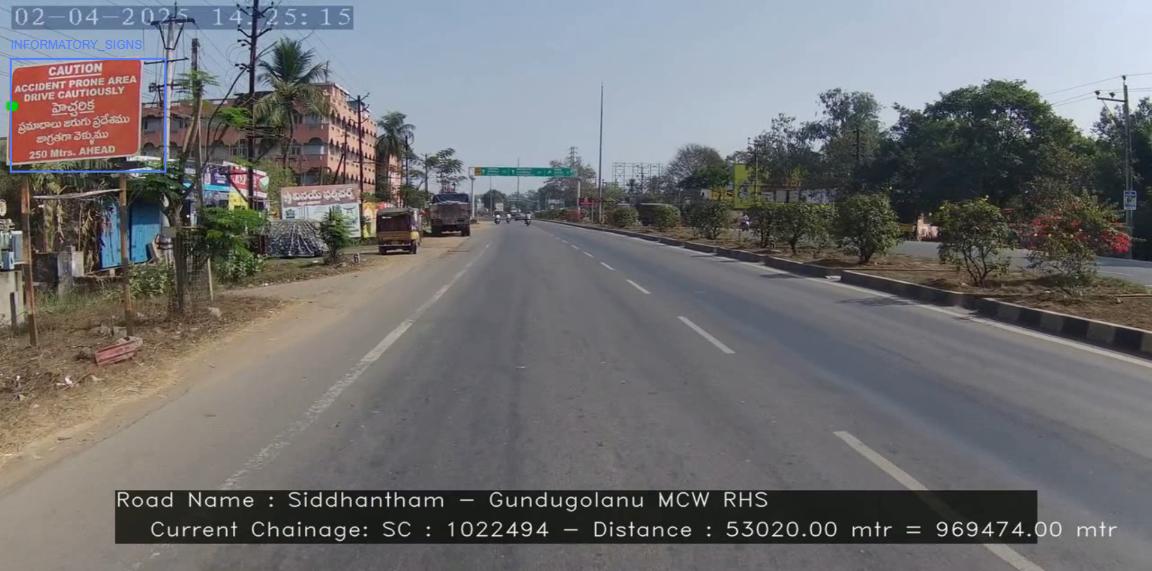 02-04-2025 14:25:15
INFORMATORY_SIGNS
CAUTION
ACCIDENT PRONE AREA
DRIVE CAUTIOUSLY
హెచ్చరిక
ప్రమాదాలు జరుగు ప్రదేశము
జాగ్రత్తగా వెళ్ళుము
250 Mtrs. AHEAD
Road Name : Siddhantham - Gundugolanu MCW RHS
Current Chainage: SC : 1022494 - Distance : 53020.00 mtr = 969474.00 mtr